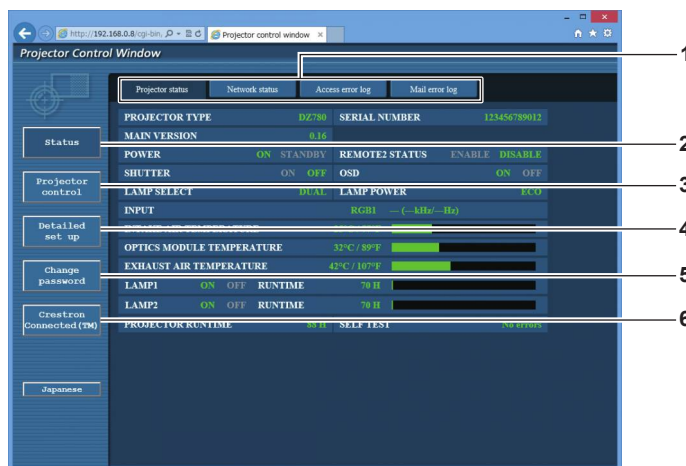 http://192.168.0.8/cgi-bin, Projector control window ×
Projector Control Window
1
Projector status Network status Access error log Mail error log
PROJECTOR TYPE DZ780 SERIAL NUMBER 123456789012
MAIN VERSION 0.16
Status 2
POWER ON STANDBY REMOTE2 STATUS ENABLE DISABLE
SHUTTER ON OFF OSD ON OFF
Projector control 3
LAMP SELECT DUAL LAMP POWER ECO
INPUT RGB1 — (—kHz/—Hz)
Detailed set up 4
OPTICS MODULE TEMPERATURE 32°C / 89°F
EXHAUST AIR TEMPERATURE 42°C / 107°F
Change password 5
LAMP1 ON OFF RUNTIME 70 H
LAMP2 ON OFF RUNTIME 70 H
Crestron Connected(TM) 6
PROJECTOR RUNTIME 88 H SELF TEST No errors
Japanese